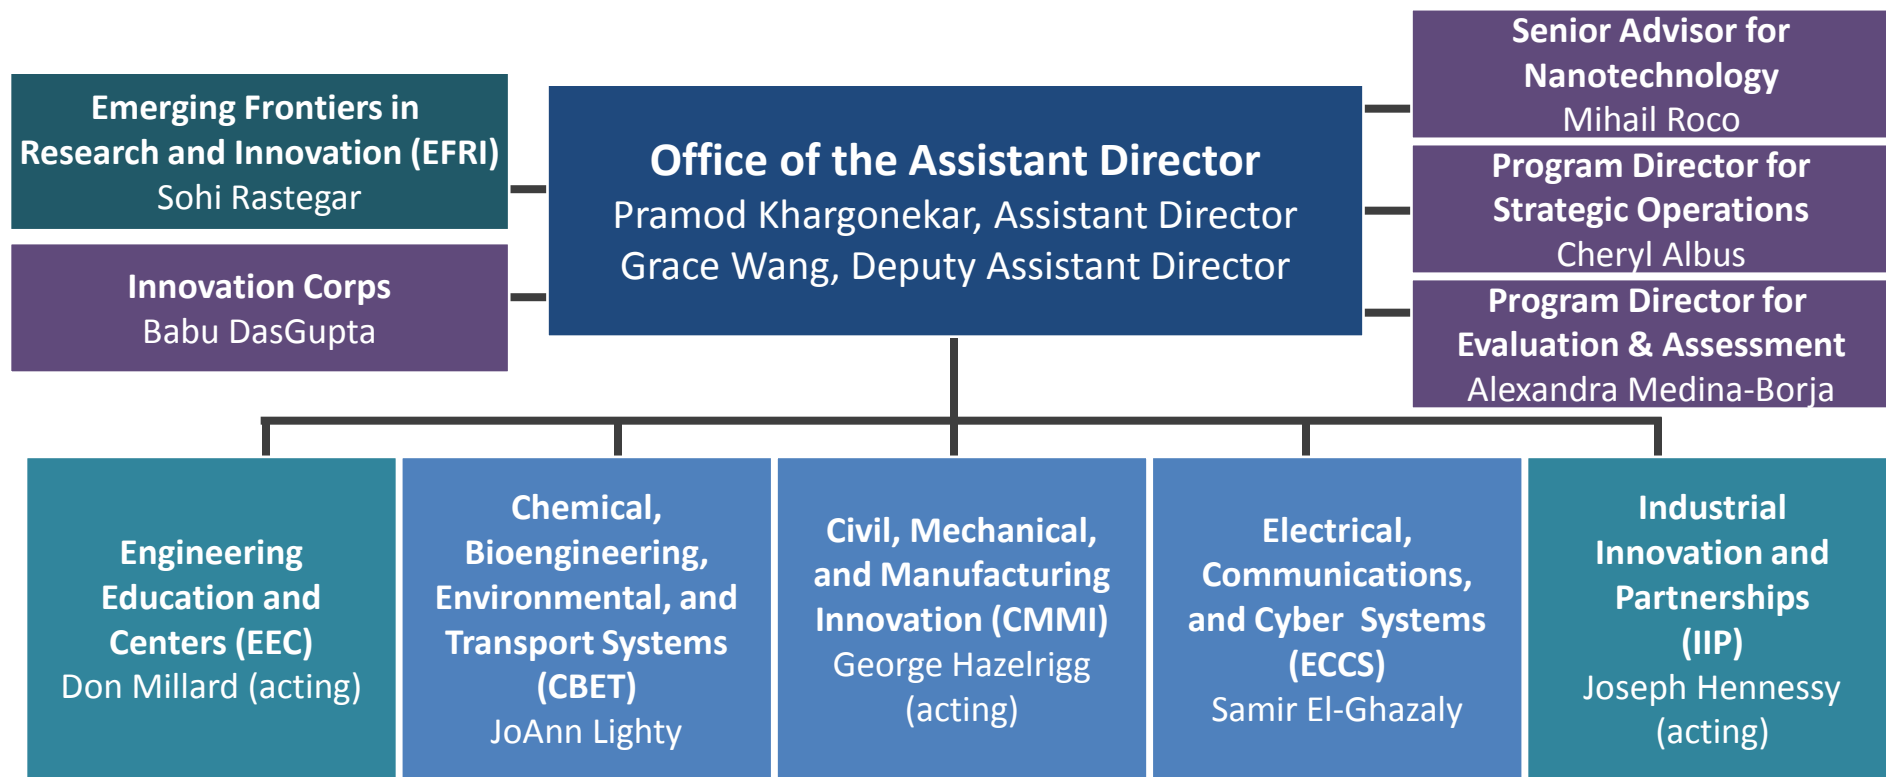 Emerging Frontiers in
Research and Innovation (EFRI)
Sohi Rastegar
Innovation Corps
Babu DasGupta
Office of the Assistant Director
Pramod Khargonekar, Assistant Director
Grace Wang, Deputy Assistant Director
Senior Advisor for
Nanotechnology
Mihail Roco
Program Director for
Strategic Operations
Cheryl Albus
Program Director for
Evaluation & Assessment
Alexandra Medina-Borja
Engineering
Education and
Centers (EEC)
Don Millard (acting)
Chemical,
Bioengineering,
Environmental, and
Transport Systems
(CBET)
JoAnn Lighty
Civil, Mechanical,
and Manufacturing
Innovation (CMMI)
George Hazelrigg
(acting)
Electrical,
Communications,
and Cyber Systems
(ECCS)
Samir El-Ghazaly
Industrial
Innovation and
Partnerships
(IIP)
Joseph Hennessy
(acting)